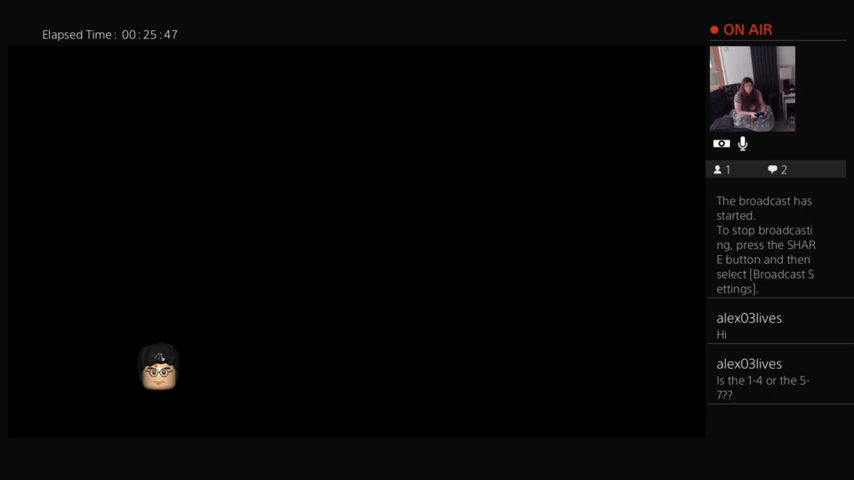 Elapsed Time: 00:25:47
ON AIR
1
2
The broadcast has
started.
To stop broadcasti
ng, press the SHAR
E button and then
select [Broadcast S
ettings].
alex03lives
Hi
alex03lives
Is the 1-4 or the 5-
7??